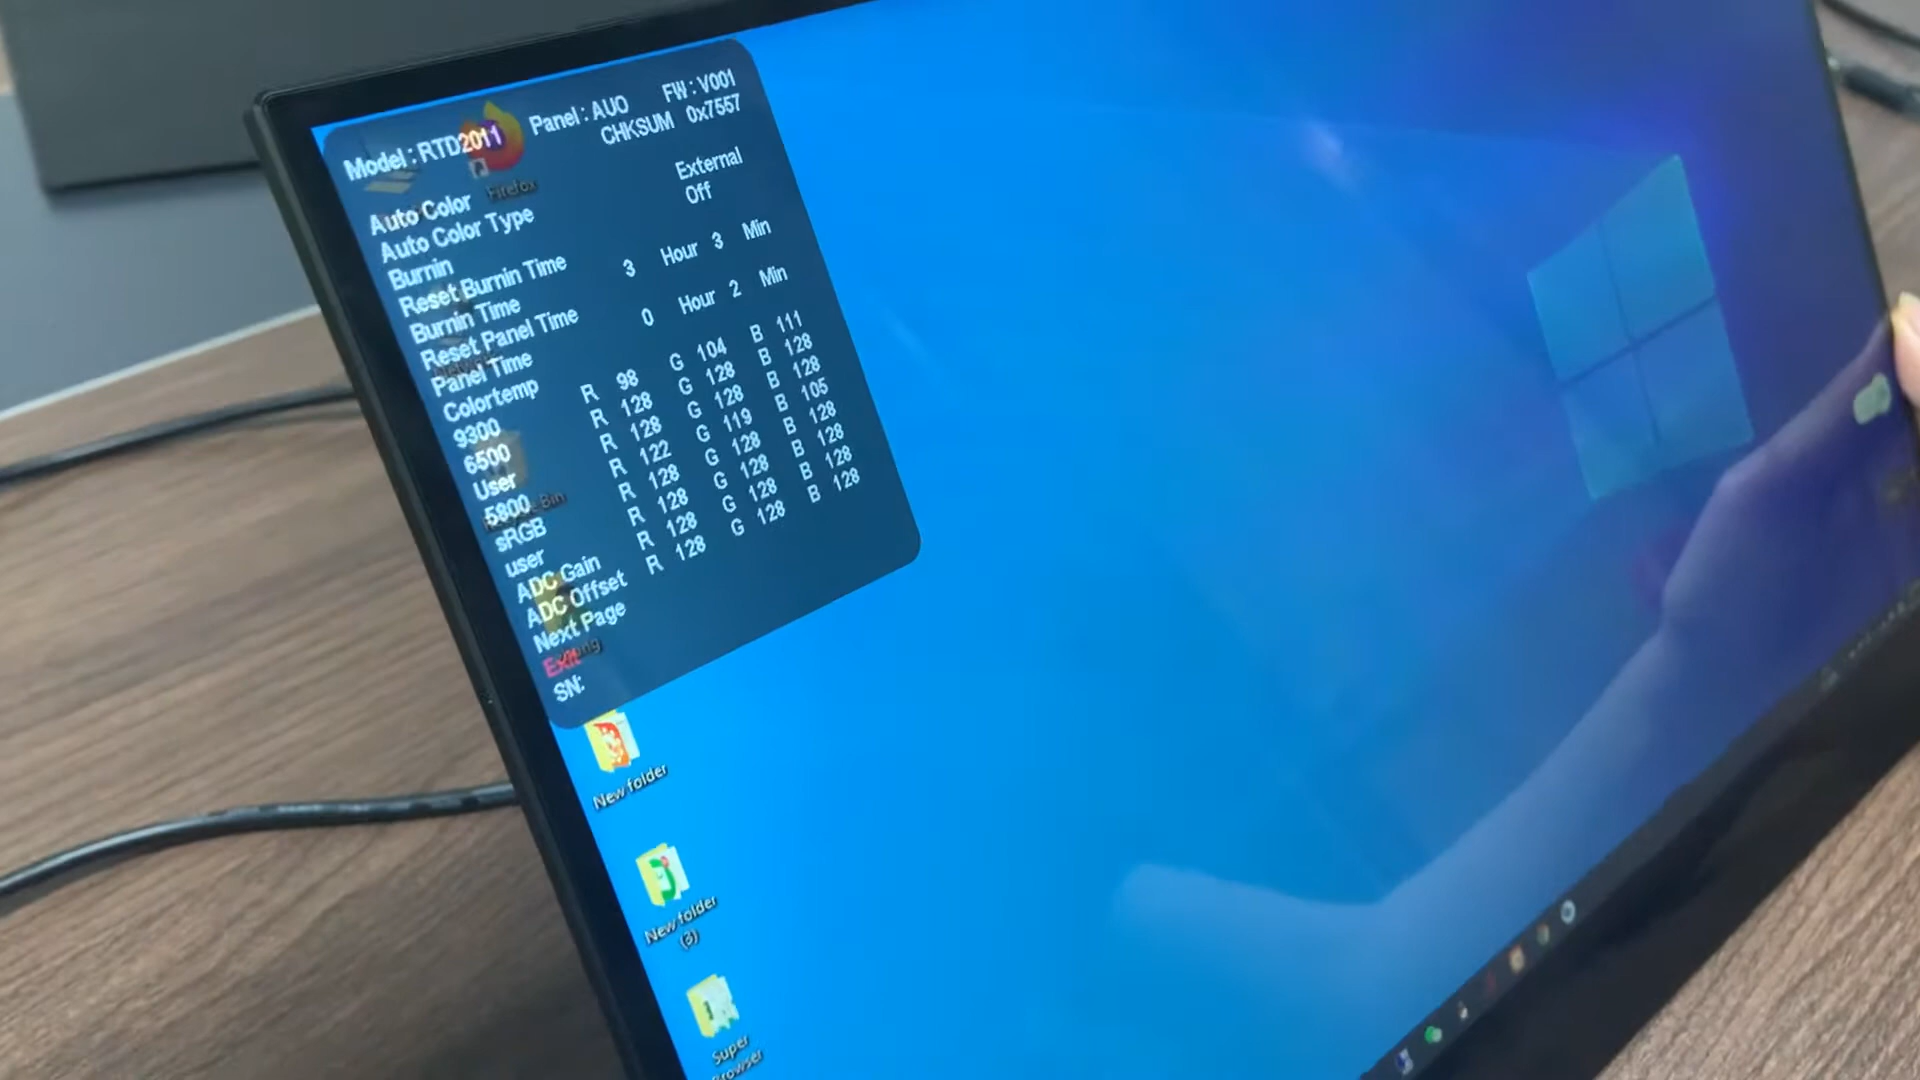 Model : RTD2011 Panel : AUO FW : V001
CHKSUM 0x7557
Auto Color
Auto Color Type External
Burnin Off
Reset Burnin Time
Burnin Time 3 Hour 3 Min
Reset Panel Time
Panel Time 0 Hour 2 Min
Colortemp
9300 R 98 G 104 B 111
6500 R 128 G 128 B 128
User R 128 G 128 B 128
5800 R 122 G 119 B 105
sRGB R 128 G 128 B 128
user R 128 G 128 B 128
ADC Gain R 128 G 128 B 128
ADC Offset R 128 G 128 B 128
Next Page
Exit
SN:
Firefox
Bin
New folder
New folder
(3)
Super
Browser